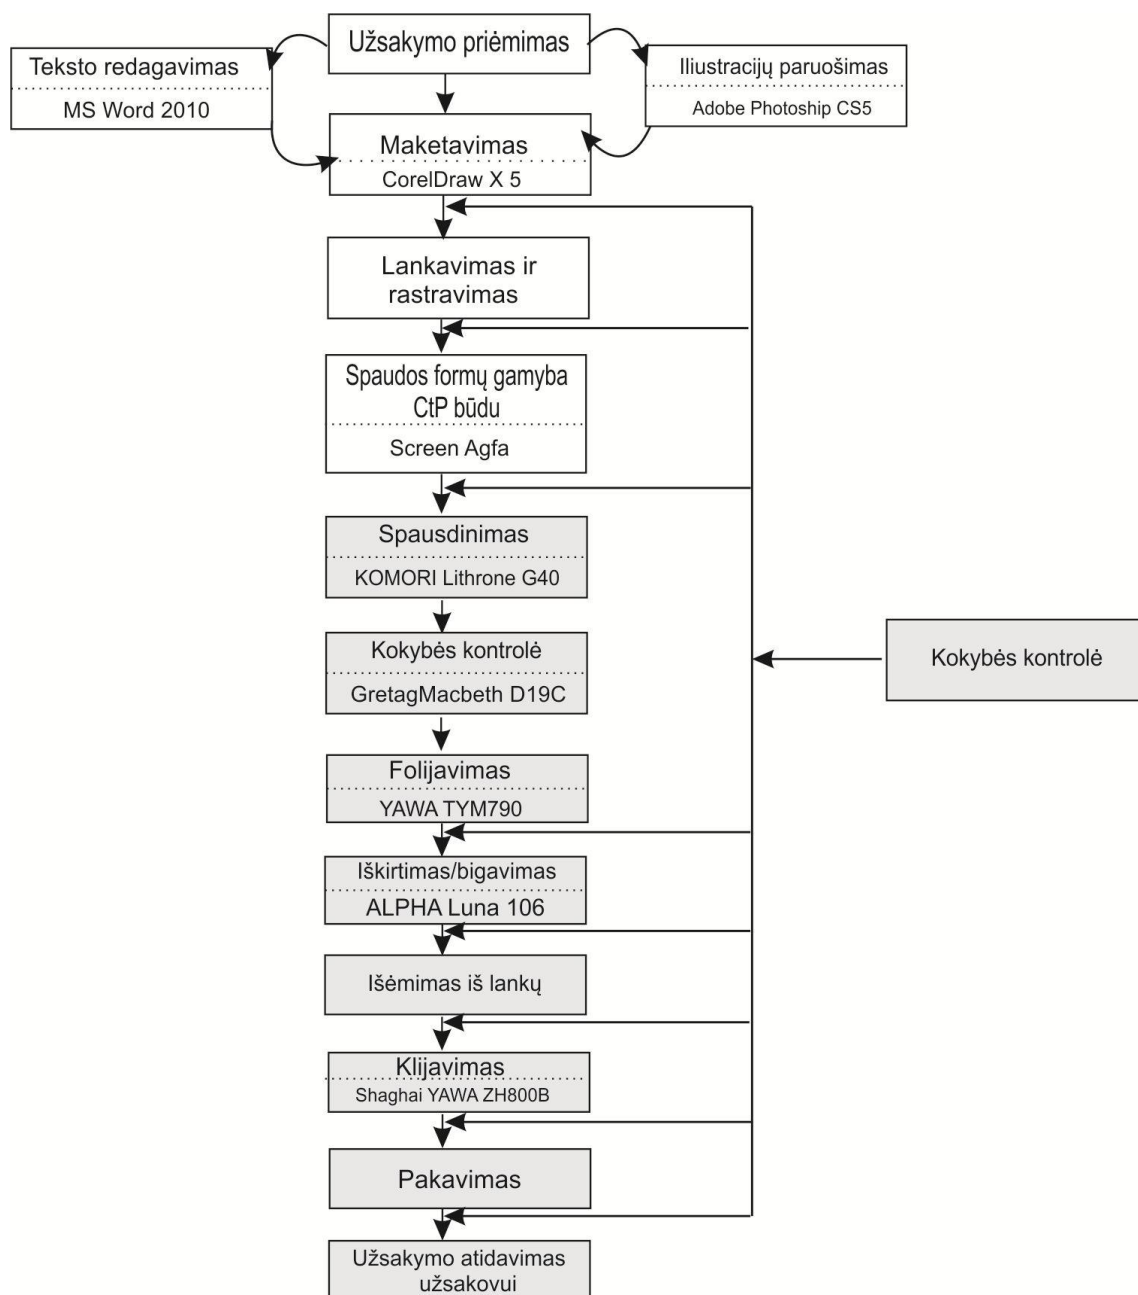 Užsakymo priėmimas
Teksto redagavimas
MS Word 2010
Iliustracijų paruošimas
Adobe Photoship CS5
Maketavimas
CorelDraw X 5
Lankavimas ir
rastravimas
Spaudos formų gamyba
CtP būdu
Screen Agfa
Spausdinimas
KOMORI Lithrone G40
Kokybės kontrolė
GretagMacbeth D19C
Kokybės kontrolė
Folijavimas
YAWA TYM790
Iškirtimas/bigavimas
ALPHA Luna 106
Išėmimas iš lankų
Klijavimas
Shaghai YAWA ZH800B
Pakavimas
Užsakymo atidavimas
užsakovui